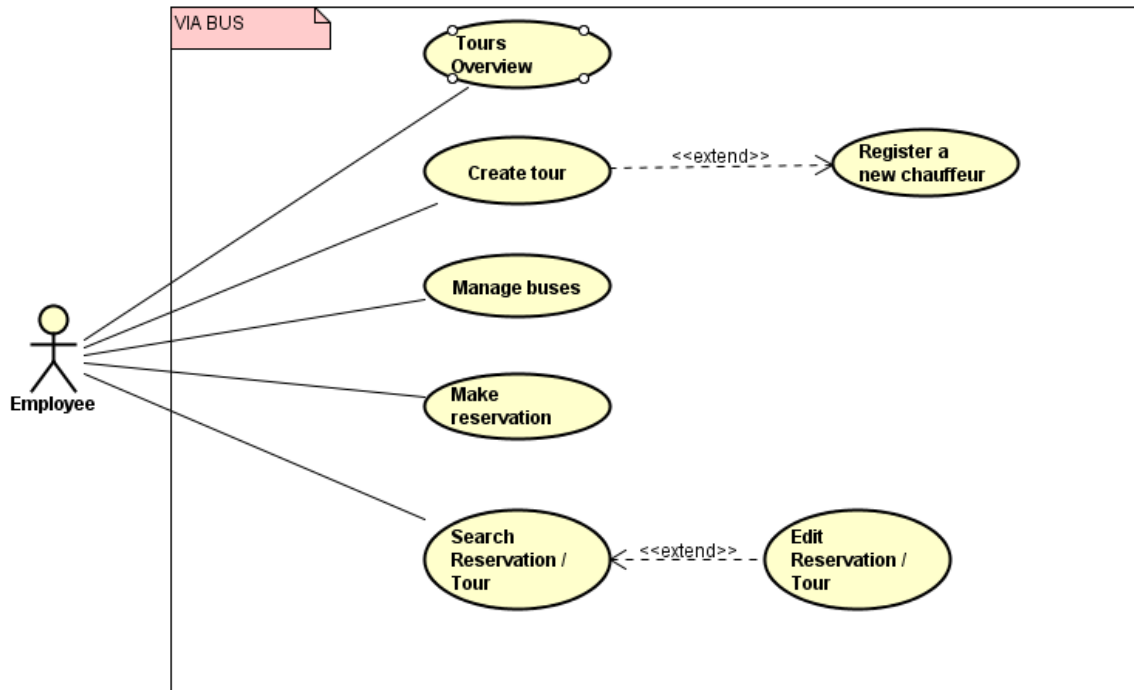 VIA BUS
Tours
Overview
Create tour
<<extend>>
Register a
new chauffeur
Manage buses
Employee
Make
reservation
Search
Reservation /
Tour
<<extend>>
Edit
Reservation /
Tour